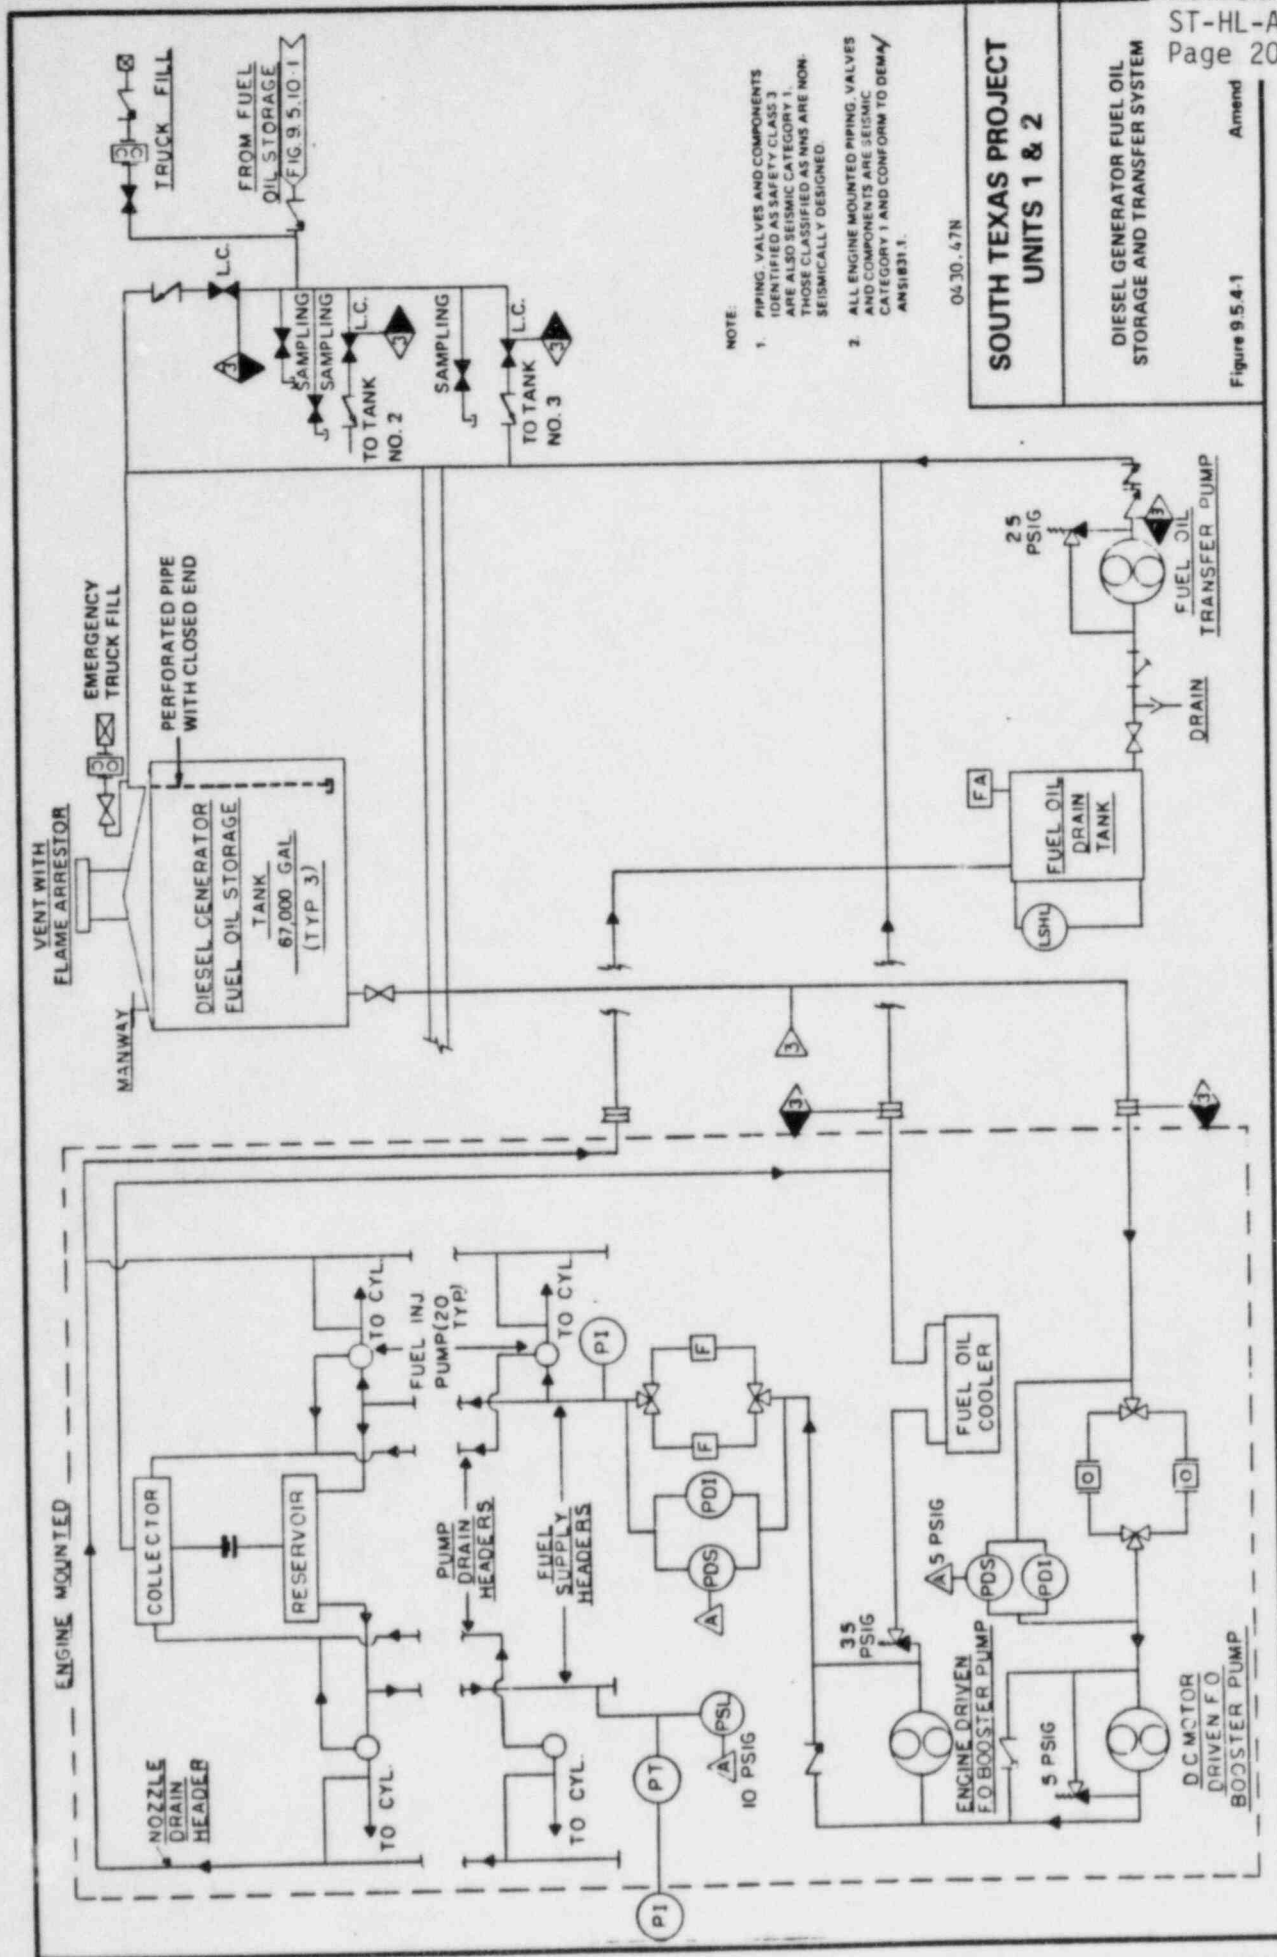 ST-HL-A
Page 20
TRUCK FILL
FROM FUEL
OIL STORAGE
FIG 9.5.10-1
L.C.
3
SAMPLING
SAMPLING
L.C.
3
TO TANK
NO. 2
SAMPLING
L.C.
3
TO TANK
NO. 3
EMERGENCY
TRUCK FILL
PERFORATED PIPE
WITH CLOSED END
VENT WITH
FLAME ARRESTOR
MANWAY
DIESEL GENERATOR
FUEL OIL STORAGE
TANK
67,000 GAL
(TYP 3)
NOTE:
1. PIPING, VALVES AND COMPONENTS
IDENTIFIED AS SAFETY CLASS 3
ARE ALSO SEISMIC CATEGORY 1.
THOSE CLASSIFIED AS NNS ARE NON-
SEISMICALLY DESIGNED.
2. ALL ENGINE MOUNTED PIPING, VALVES
AND COMPONENTS ARE SEISMIC
CATEGORY 1 AND CONFORM TO DEMA/
ANSI B31.1.
0430.47N
SOUTH TEXAS PROJECT
UNITS 1 & 2
DIESEL GENERATOR FUEL OIL
STORAGE AND TRANSFER SYSTEM
Figure 9.5.4-1
Amend
25
PSIG
3
FUEL OIL
TRANSFER PUMP
DRAIN
FA
FUEL OIL
DRAIN
TANK
LSHL
3
3
3
ENGINE MOUNTED
NOZZLE
DRAIN
HEADER
COLLECTOR
RESERVOIR
TO CYL.
TO CYL.
FUEL INJ
PUMP (20
TYP.)
PUMP
DRAIN
HEADERS
FUEL
SUPPLY
HEADERS
TO CYL.
TO CYL.
PI
PT
PSL
A
10 PSIG
PI
F
F
PDI
PDS
A
FUEL OIL
COOLER
35
PSIG
ENGINE DRIVEN
F.O BOOSTER PUMP
A
5 PSIG
PDS
PDI
5 PSIG
D C MOTOR
DRIVEN F O
BOOSTER PUMP